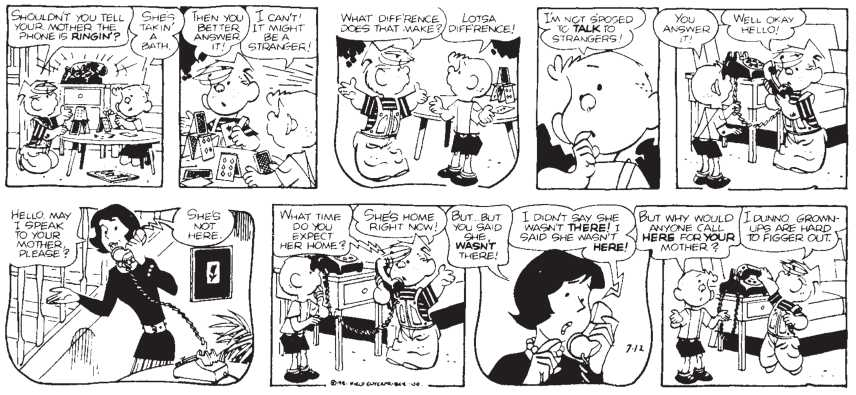 SHOULDN'T YOU TELL
YOUR MOTHER THE
PHONE IS RINGIN'?
SHE'S
TAKIN'
A
BATH.
THEN YOU
BETTER
ANSWER
IT!
I CAN'T!
IT MIGHT
BE A
STRANGER!
WHAT DIFF'RENCE
DOES THAT MAKE?
LOTSA
DIFF'RENCE!
I'M NOT SPOSED
TO TALK TO
STRANGERS!
YOU
ANSWER
IT!
WELL OKAY
HELLO!
HELLO, MAY
I SPEAK
TO YOUR
MOTHER,
PLEASE?
SHE'S
NOT
HERE.
WHAT TIME
DO YOU
EXPECT
HER HOME?
SHE'S HOME
RIGHT NOW!
BUT...BUT
YOU SAID
SHE
WASN'T
THERE!
I DIDN'T SAY SHE
WASN'T THERE! I
SAID SHE WASN'T
HERE!
7-12
BUT WHY WOULD
ANYONE CALL
HERE FOR YOUR
MOTHER?
I DUNNO. GROWN-
UPS ARE HARD
TO FIGGER OUT.